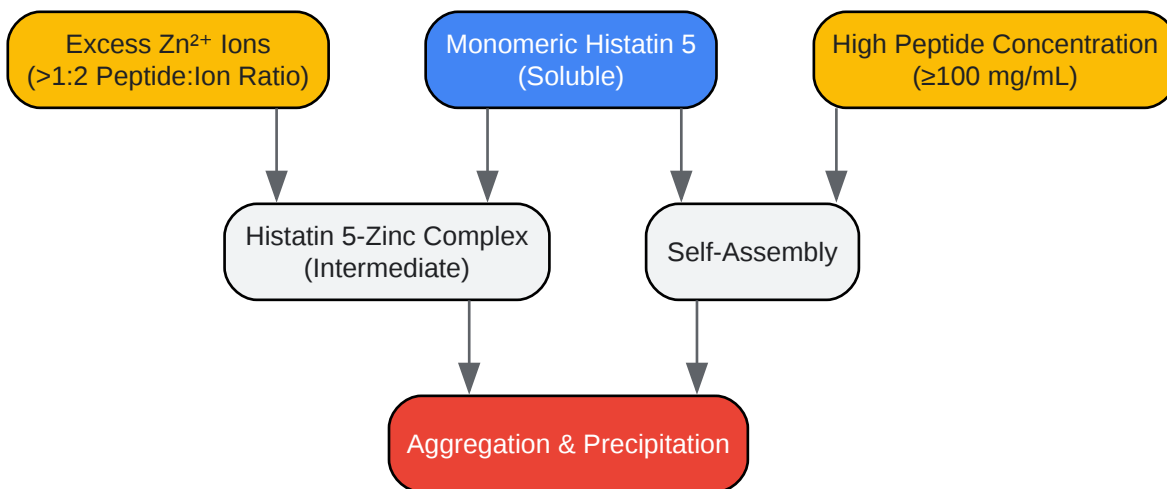 Excess Zn²⁺ Ions
(>1:2 Peptide:Ion Ratio)
Monomeric Histatin 5
(Soluble)
High Peptide Concentration
(≥100 mg/mL)
Histatin 5-Zinc Complex
(Intermediate)
Self-Assembly
Aggregation & Precipitation